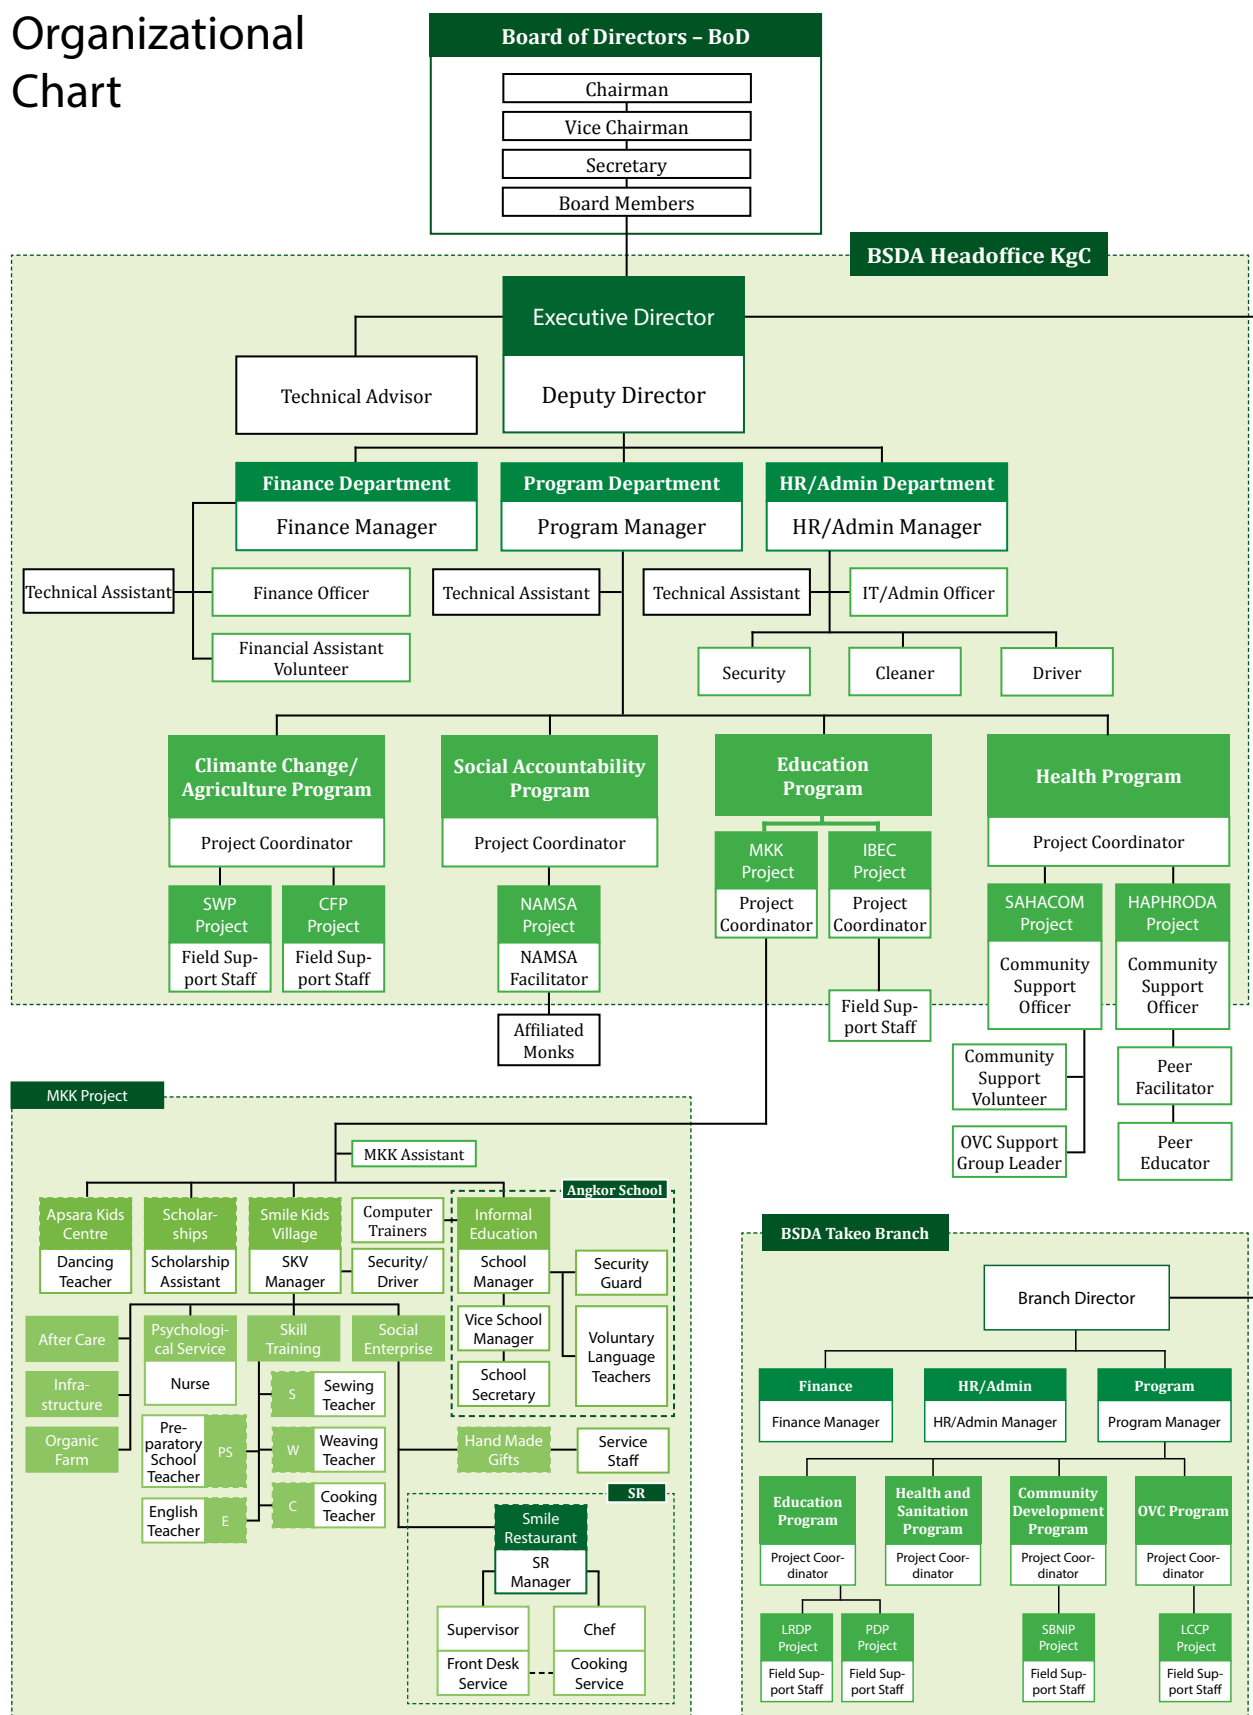 Organizational
Chart
Board of Directors – BoD
Chairman
Vice Chairman
Secretary
Board Members
BSDA Headoffice KgC
Executive Director
Deputy Director
Technical Advisor
Finance Department
Finance Manager
Program Department
Program Manager
HR/Admin Department
HR/Admin Manager
Technical Assistant
Finance Officer
Technical Assistant
Technical Assistant
IT/Admin Officer
Financial Assistant
Volunteer
Security
Cleaner
Driver
Climante Change/
Agriculture Program
Project Coordinator
Social Accountability
Program
Project Coordinator
Education
Program
Health Program
Project Coordinator
SWP
Project
Field Sup-
port Staff
CFP
Project
Field Sup-
port Staff
NAMSA
Project
NAMSA
Facilitator
Affiliated
Monks
MKK
Project
Project
Coordinator
IBEC
Project
Project
Coordinator
Field Sup-
port Staff
SAHACOM
Project
Community
Support
Officer
HAPHRODA
Project
Community
Support
Officer
Community
Support
Volunteer
OVC Support
Group Leader
Peer
Facilitator
Peer
Educator
MKK Project
MKK Assistant
Apsara Kids
Centre
Dancing
Teacher
Scholar-
ships
Scholarship
Assistant
Smile Kids
Village
SKV
Manager
Computer
Trainers
Security/
Driver
Angkor School
Informal
Education
School
Manager
Security
Guard
Vice School
Manager
School
Secretary
Voluntary
Language
Teachers
After Care
Infra-
structure
Organic
Farm
Psychologi-
cal Service
Nurse
Skill
Training
Social
Enterprise
S
Sewing
Teacher
Pre-
paratory
School
Teacher
PS
W
Weaving
Teacher
English
Teacher
E
C
Cooking
Teacher
Hand Made
Gifts
Service
Staff
SR
Smile
Restaurant
SR
Manager
Supervisor
Chef
Front Desk
Service
Cooking
Service
BSDA Takeo Branch
Branch Director
Finance
Finance Manager
HR/Admin
HR/Admin Manager
Program
Program Manager
Education
Program
Project Coor-
dinator
Health and
Sanitation
Program
Project Coor-
dinator
Community
Development
Program
Project Coor-
dinator
OVC Program
Project Coor-
dinator
LRDP
Project
Field Sup-
port Staff
PDP
Project
Field Sup-
port Staff
SBNIP
Project
Field Sup-
port Staff
LCCP
Project
Field Sup-
port Staff